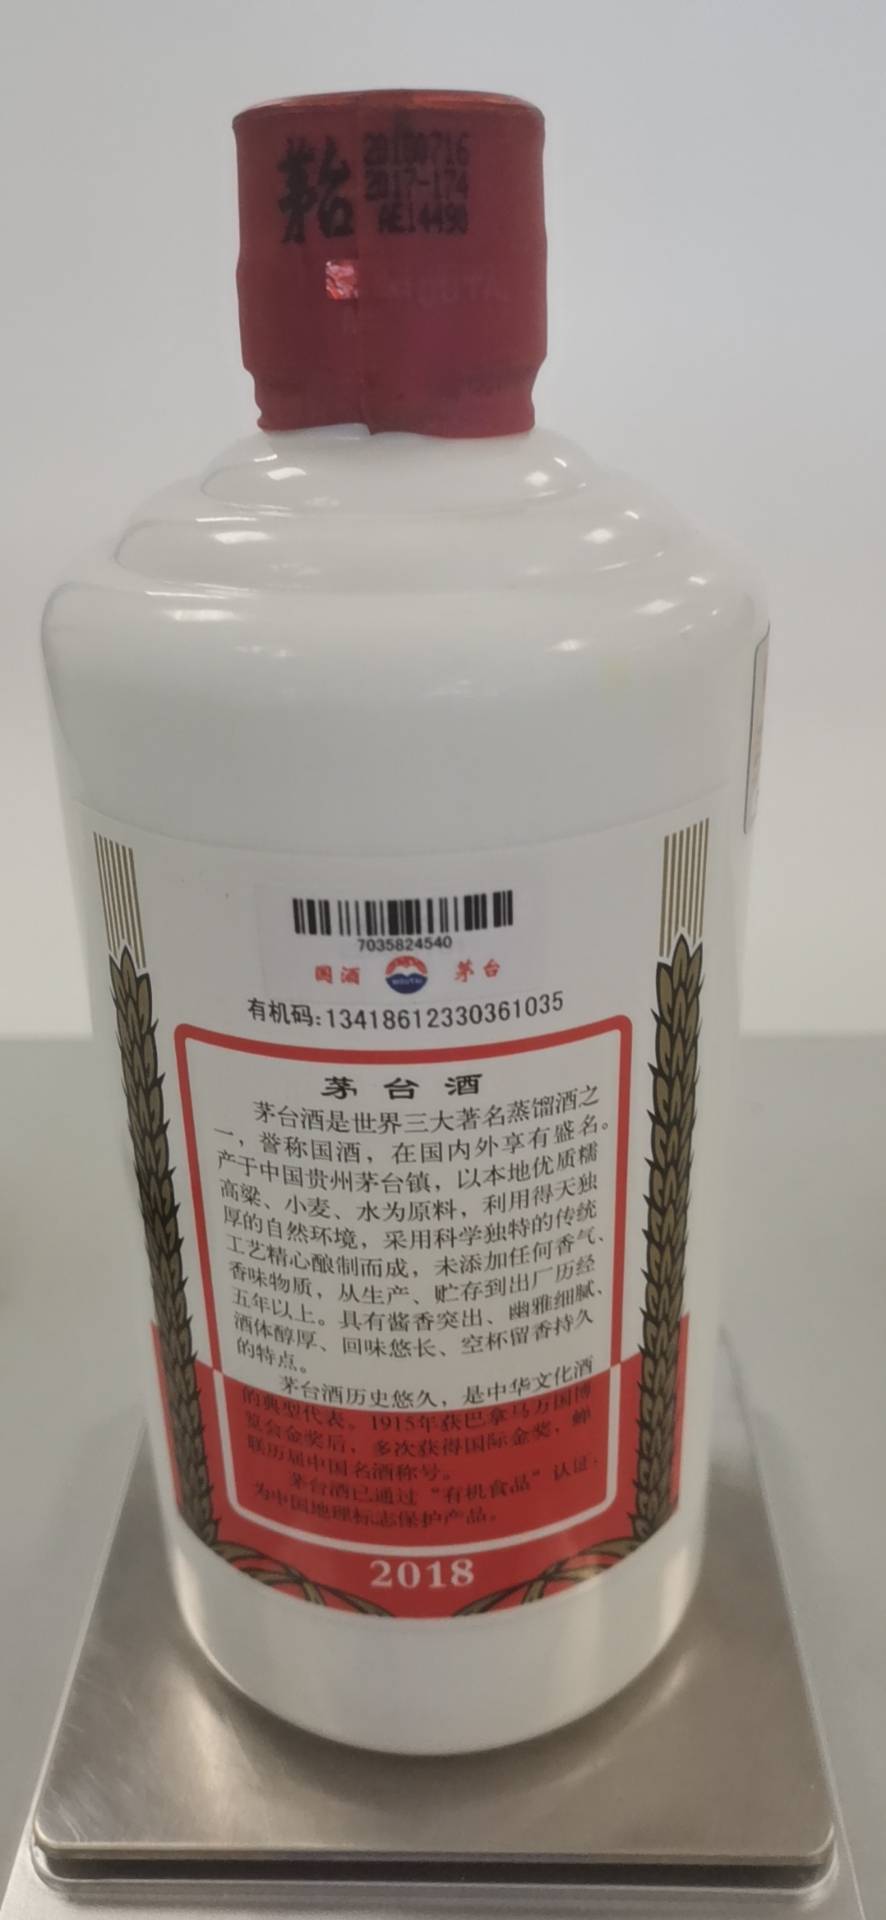 茅台
20180716
2017-174
AE14490
7035824540
国酒 茅台
MOUTAI
有机码:13418612330361035
茅台酒
茅台酒是世界三大著名蒸馏酒之
一，誉称国酒，在国内外享有盛名。
产于中国贵州茅台镇，以本地优质糯
高粱、小麦、水为原料，利用得天独
厚的自然环境，采用科学独特的传统
工艺精心酿制而成，未添加任何香气、
香味物质，从生产、贮存到出厂历经
五年以上。具有酱香突出、幽雅细腻、
酒体醇厚、回味悠长、空杯留香持久
的特点。
茅台酒历史悠久，是中华文化酒
的典型代表。1915年获巴拿马万国博
览会金奖后，多次获得国际金奖，蝉
联历届中国名酒称号。
茅台酒已通过“有机食品”认证，
为中国地理标志保护产品。
2018